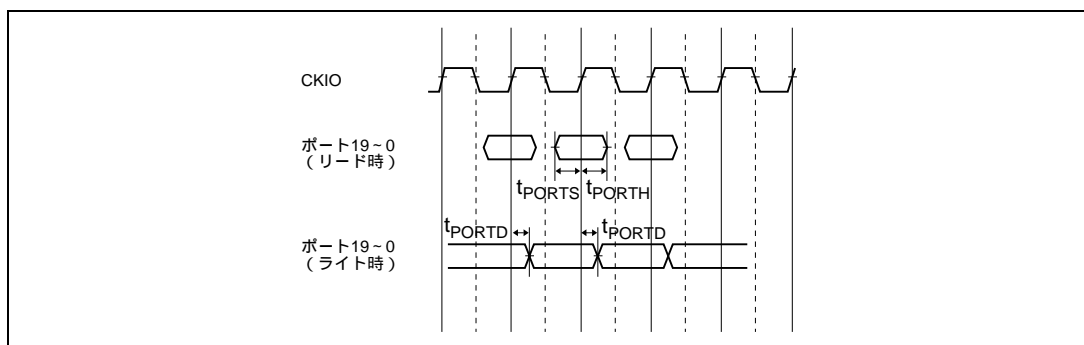 CKIO
ポート19~0
(リード時)
tPORTS tPORTH
tPORTD tPORTD
ポート19~0
(ライト時)